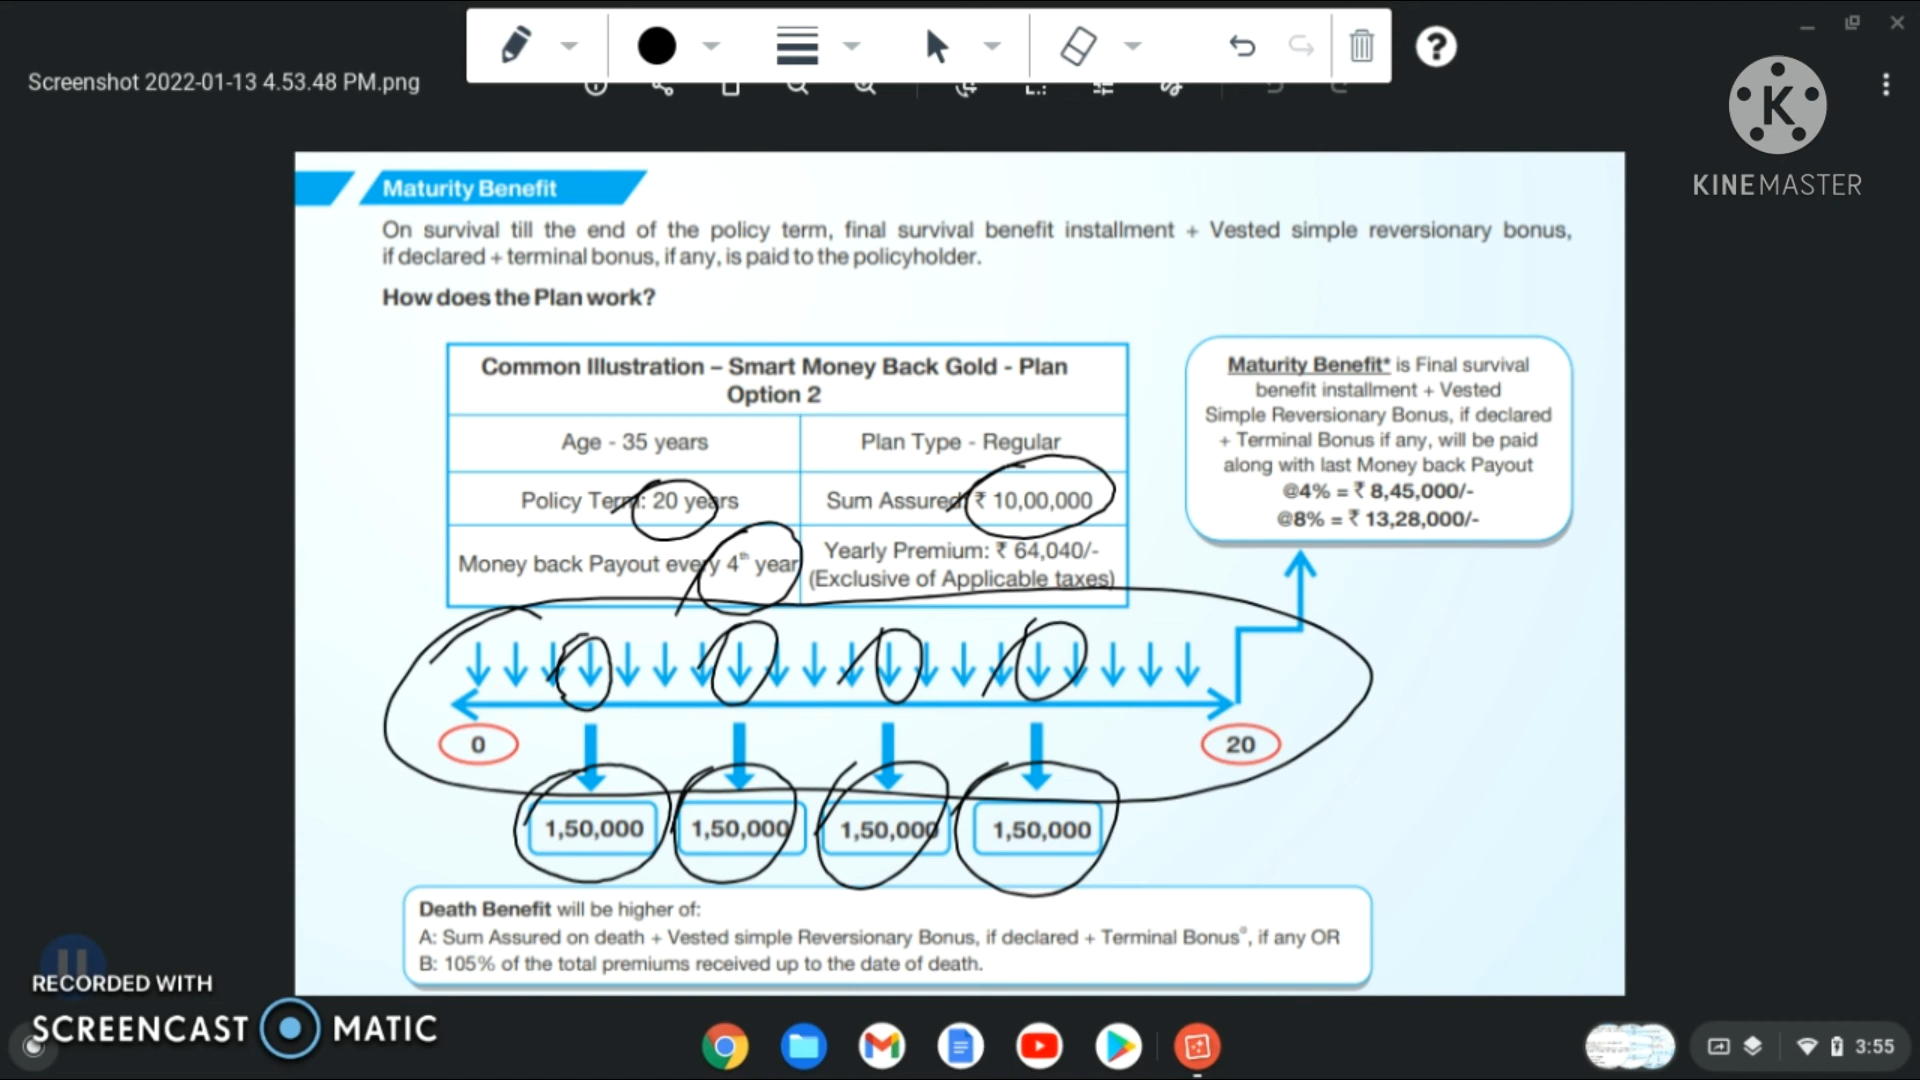 Screenshot 2022-01-13 4.53.48 PM.png
?
K
KINEMASTER
Maturity Benefit
On survival till the end of the policy term, final survival benefit installment + Vested simple reversionary bonus,
if declared + terminal bonus, if any, is paid to the policyholder.
How does the Plan work?
Common Illustration – Smart Money Back Gold - Plan
Option 2
Age - 35 years
Plan Type - Regular
Policy Term: 20 years
Sum Assured: ₹ 10,00,000
Money back Payout every 4th year
Yearly Premium: ₹ 64,040/-
(Exclusive of Applicable taxes)
Maturity Benefit* is Final survival
benefit installment + Vested
Simple Reversionary Bonus, if declared
+ Terminal Bonus if any, will be paid
along with last Money back Payout
@4% = ₹ 8,45,000/-
@8% = ₹ 13,28,000/-
0
20
1,50,000
1,50,000
1,50,000
1,50,000
Death Benefit will be higher of:
A: Sum Assured on death + Vested simple Reversionary Bonus, if declared + Terminal Bonus, if any OR
B: 105% of the total premiums received up to the date of death.
RECORDED WITH
SCREENCAST MATIC
3:55